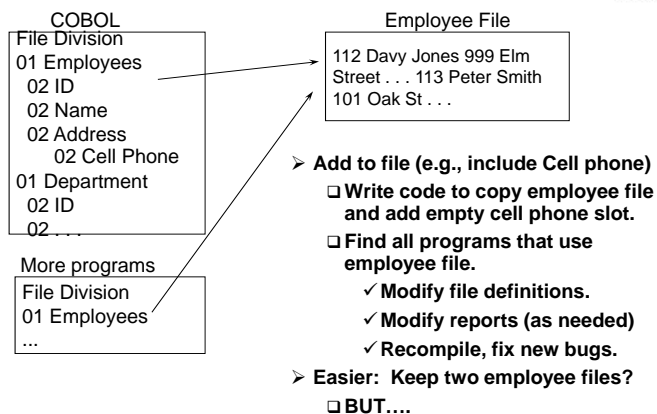 COBOL
File Division
01 Employees
02 ID
02 Name
02 Address
02 Cell Phone
01 Department
02 ID
02 . . .
More programs
File Division
01 Employees
...
Employee File
112 Davy Jones 999 Elm
Street . . . 113 Peter Smith
101 Oak St . . .
➢ Add to file (e.g., include Cell phone)
❑ Write code to copy employee file
and add empty cell phone slot.
❑ Find all programs that use
employee file.
✓ Modify file definitions.
✓ Modify reports (as needed)
✓ Recompile, fix new bugs.
➢ Easier: Keep two employee files?
❑ BUT....